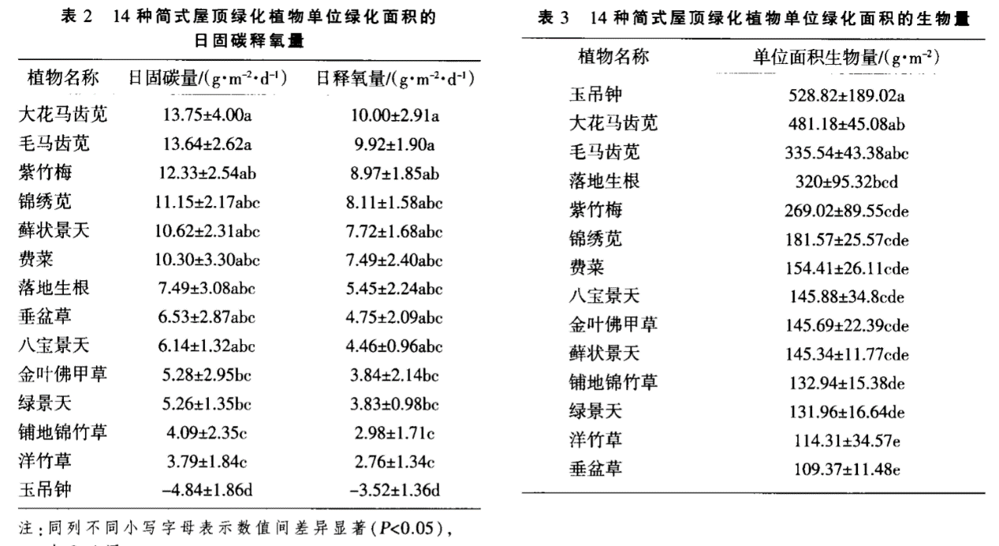 表 2 14 种简式屋顶绿化植物单位绿化面积的
日固碳释氧量
植物名称 日固碳量/(g·m⁻²·d⁻¹) 日释氧量/(g·m⁻²·d⁻¹)
大花马齿苋 13.75±4.00a 10.00±2.91a
毛马齿苋 13.64±2.62a 9.92±1.90a
紫竹梅 12.33±2.54ab 8.97±1.85ab
锦绣苋 11.15±2.17abc 8.11±1.58abc
藓状景天 10.62±2.31abc 7.72±1.68abc
费菜 10.30±3.30abc 7.49±2.40abc
落地生根 7.49±3.08abc 5.45±2.24abc
垂盆草 6.53±2.87abc 4.75±2.09abc
八宝景天 6.14±1.32abc 4.46±0.96abc
金叶佛甲草 5.28±2.95bc 3.84±2.14bc
绿景天 5.26±1.35bc 3.83±0.98bc
铺地锦竹草 4.09±2.35c 2.98±1.71c
洋竹草 3.79±1.84c 2.76±1.34c
玉吊钟 –4.84±1.86d –3.52±1.36d
注:同列不同小写字母表示数值间差异显著(P<0.05),
表 3 14 种简式屋顶绿化植物单位绿化面积的生物量
植物名称 单位面积生物量/(g·m⁻²)
玉吊钟 528.82±189.02a
大花马齿苋 481.18±45.08ab
毛马齿苋 335.54±43.38abc
落地生根 320±95.32bcd
紫竹梅 269.02±89.55cde
锦绣苋 181.57±25.57cde
费菜 154.41±26.11cde
八宝景天 145.88±34.8cde
金叶佛甲草 145.69±22.39cde
藓状景天 145.34±11.77cde
铺地锦竹草 132.94±15.38de
绿景天 131.96±16.64de
洋竹草 114.31±34.57e
垂盆草 109.37±11.48e